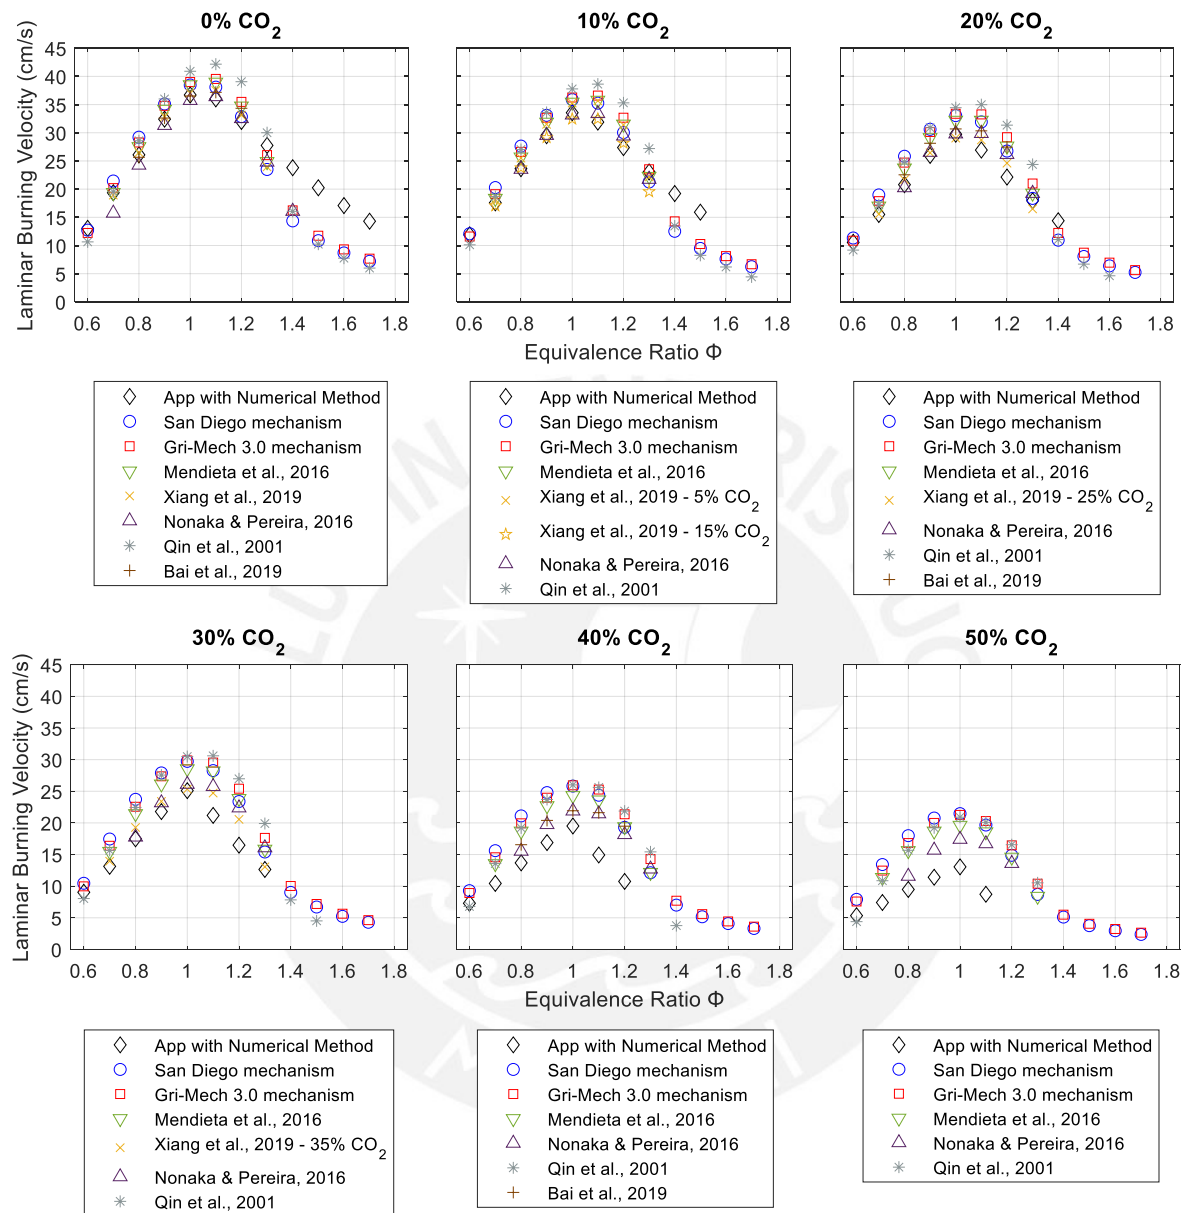 0% CO2
10% CO2
20% CO2
Laminar Burning Velocity (cm/s)
45
40
35
30
25
20
15
10
5
0
0.6 0.8 1 1.2 1.4 1.6 1.8
0.6 0.8 1 1.2 1.4 1.6 1.8
0.6 0.8 1 1.2 1.4 1.6 1.8
Equivalence Ratio Φ
App with Numerical Method
San Diego mechanism
Gri-Mech 3.0 mechanism
Mendieta et al., 2016
Xiang et al., 2019
Nonaka & Pereira, 2016
Qin et al., 2001
Bai et al., 2019
App with Numerical Method
San Diego mechanism
Gri-Mech 3.0 mechanism
Mendieta et al., 2016
Xiang et al., 2019 - 5% CO2
Xiang et al., 2019 - 15% CO2
Nonaka & Pereira, 2016
Qin et al., 2001
App with Numerical Method
San Diego mechanism
Gri-Mech 3.0 mechanism
Mendieta et al., 2016
Xiang et al., 2019 - 25% CO2
Nonaka & Pereira, 2016
Qin et al., 2001
Bai et al., 2019
30% CO2
40% CO2
50% CO2
Laminar Burning Velocity (cm/s)
45
40
35
30
25
20
15
10
5
0
0.6 0.8 1 1.2 1.4 1.6 1.8
0.6 0.8 1 1.2 1.4 1.6 1.8
0.6 0.8 1 1.2 1.4 1.6 1.8
Equivalence Ratio Φ
App with Numerical Method
San Diego mechanism
Gri-Mech 3.0 mechanism
Mendieta et al., 2016
Xiang et al., 2019 - 35% CO2
Nonaka & Pereira, 2016
Qin et al., 2001
App with Numerical Method
San Diego mechanism
Gri-Mech 3.0 mechanism
Mendieta et al., 2016
Nonaka & Pereira, 2016
Qin et al., 2001
Bai et al., 2019
App with Numerical Method
San Diego mechanism
Gri-Mech 3.0 mechanism
Mendieta et al., 2016
Nonaka & Pereira, 2016
Qin et al., 2001